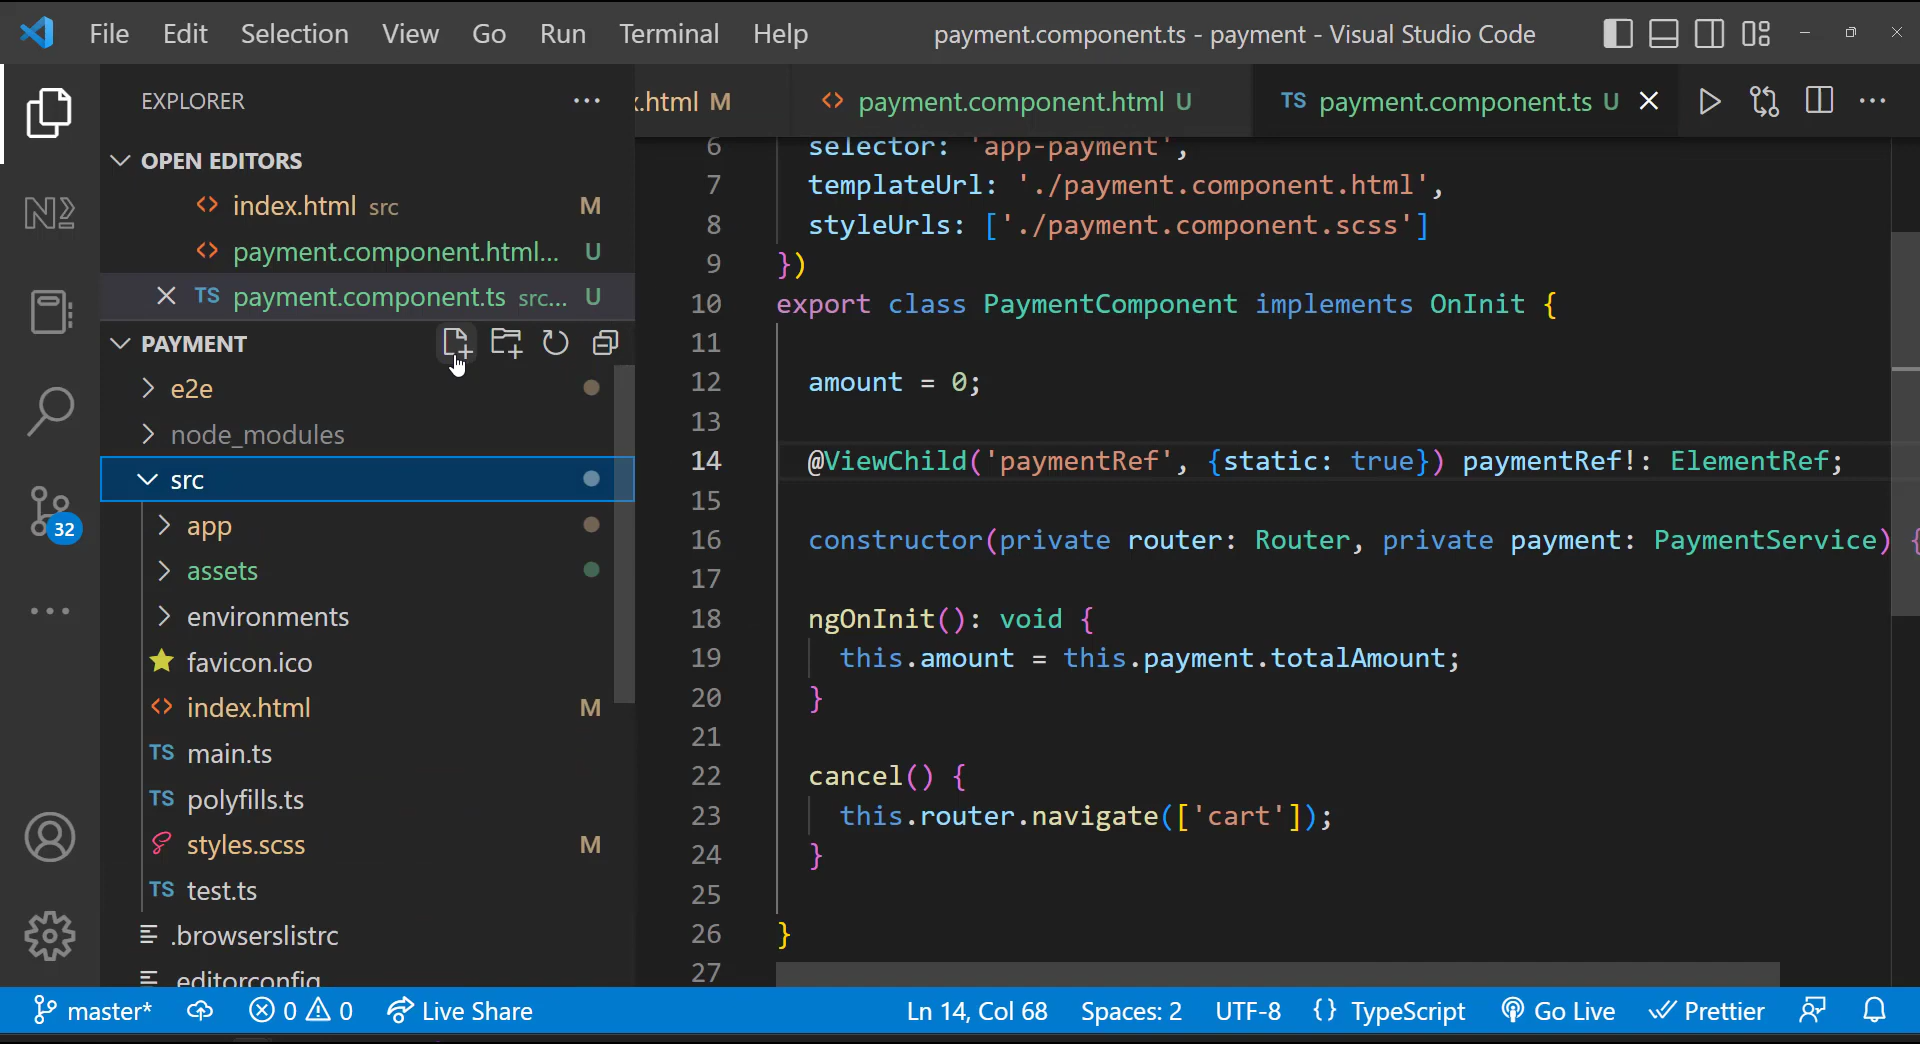 File Edit Selection View Go Run Terminal Help payment.component.ts - payment - Visual Studio Code
EXPLORER
OPEN EDITORS
index.html src M
payment.component.html... U
TS payment.component.ts src... U
PAYMENT
e2e
node_modules
src
app
assets
environments
favicon.ico
index.html M
TS main.ts
TS polyfills.ts
styles.scss M
TS test.ts
.browserslistrc
.editorconfig
32
.html M
payment.component.html U
TS payment.component.ts U
6 selector: 'app-payment',
7 templateUrl: './payment.component.html',
8 styleUrls: ['./payment.component.scss']
9 })
10 export class PaymentComponent implements OnInit {
11
12 amount = 0;
13
14 @ViewChild('paymentRef', {static: true}) paymentRef!: ElementRef;
15
16 constructor(private router: Router, private payment: PaymentService) {
17
18 ngOnInit(): void {
19 this.amount = this.payment.totalAmount;
20 }
21
22 cancel() {
23 this.router.navigate(['cart']);
24 }
25
26 }
27
master* 0 0 Live Share Ln 14, Col 68 Spaces: 2 UTF-8 {} TypeScript Go Live Prettier